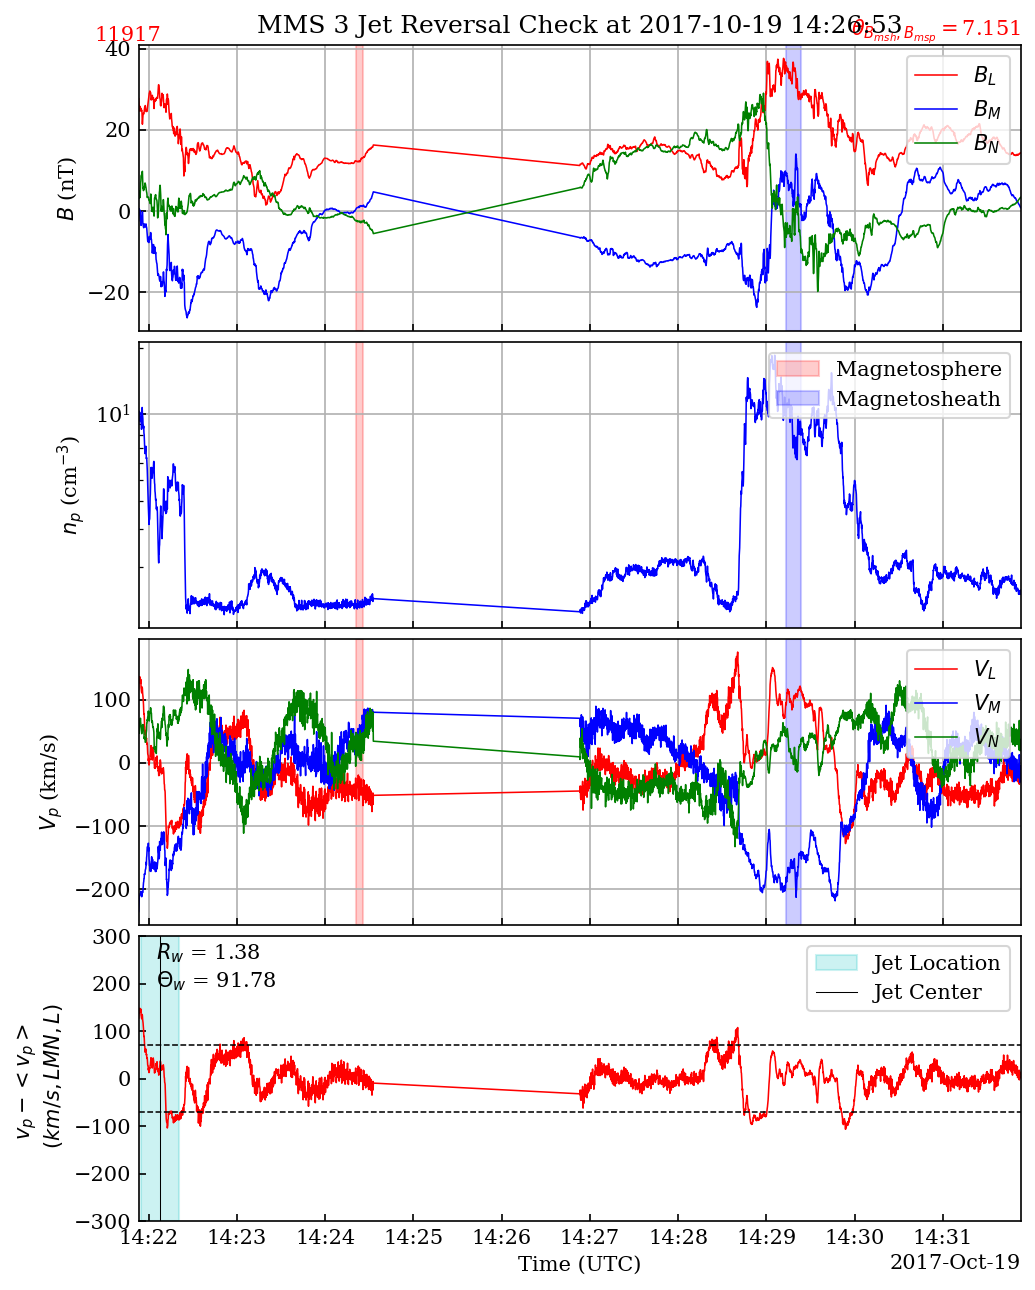 MMS 3 Jet Reversal Check at 2017-10-19 14:26:53
11917
θ_{B_{msh}, B_{msp}} = 7.151
40
20
0
−20
B (nT)
B_L
B_M
B_N
10^1
n_p (cm^{−3})
Magnetosphere
Magnetosheath
100
0
−100
−200
V_p (km/s)
V_L
V_M
V_N
300
200
100
0
−100
−200
−300
v_p − < v_p >
(km/s, LMN, L)
R_w = 1.38
Θ_w = 91.78
Jet Location
Jet Center
14:22 14:23 14:24 14:25 14:26 14:27 14:28 14:29 14:30 14:31
Time (UTC)
2017-Oct-19